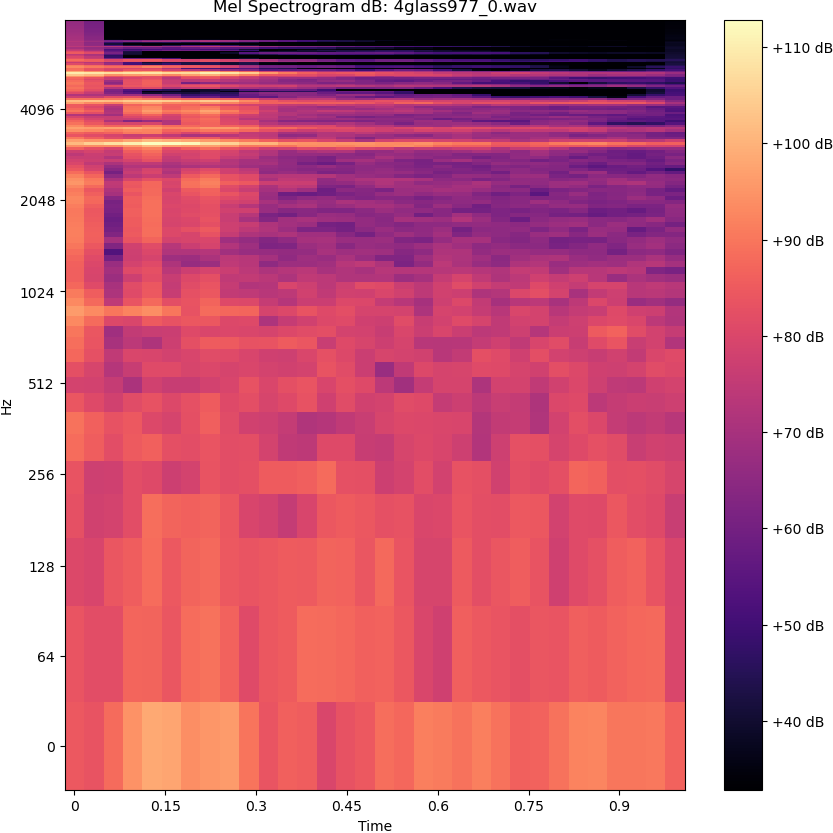 Mel Spectrogram dB: 4glass977_0.wav
+110 dB
4096
+100 dB
2048
+90 dB
1024
+80 dB
512
Hz
+70 dB
256
+60 dB
128
+50 dB
64
+40 dB
0
0 0.15 0.3 0.45 0.6 0.75 0.9
Time